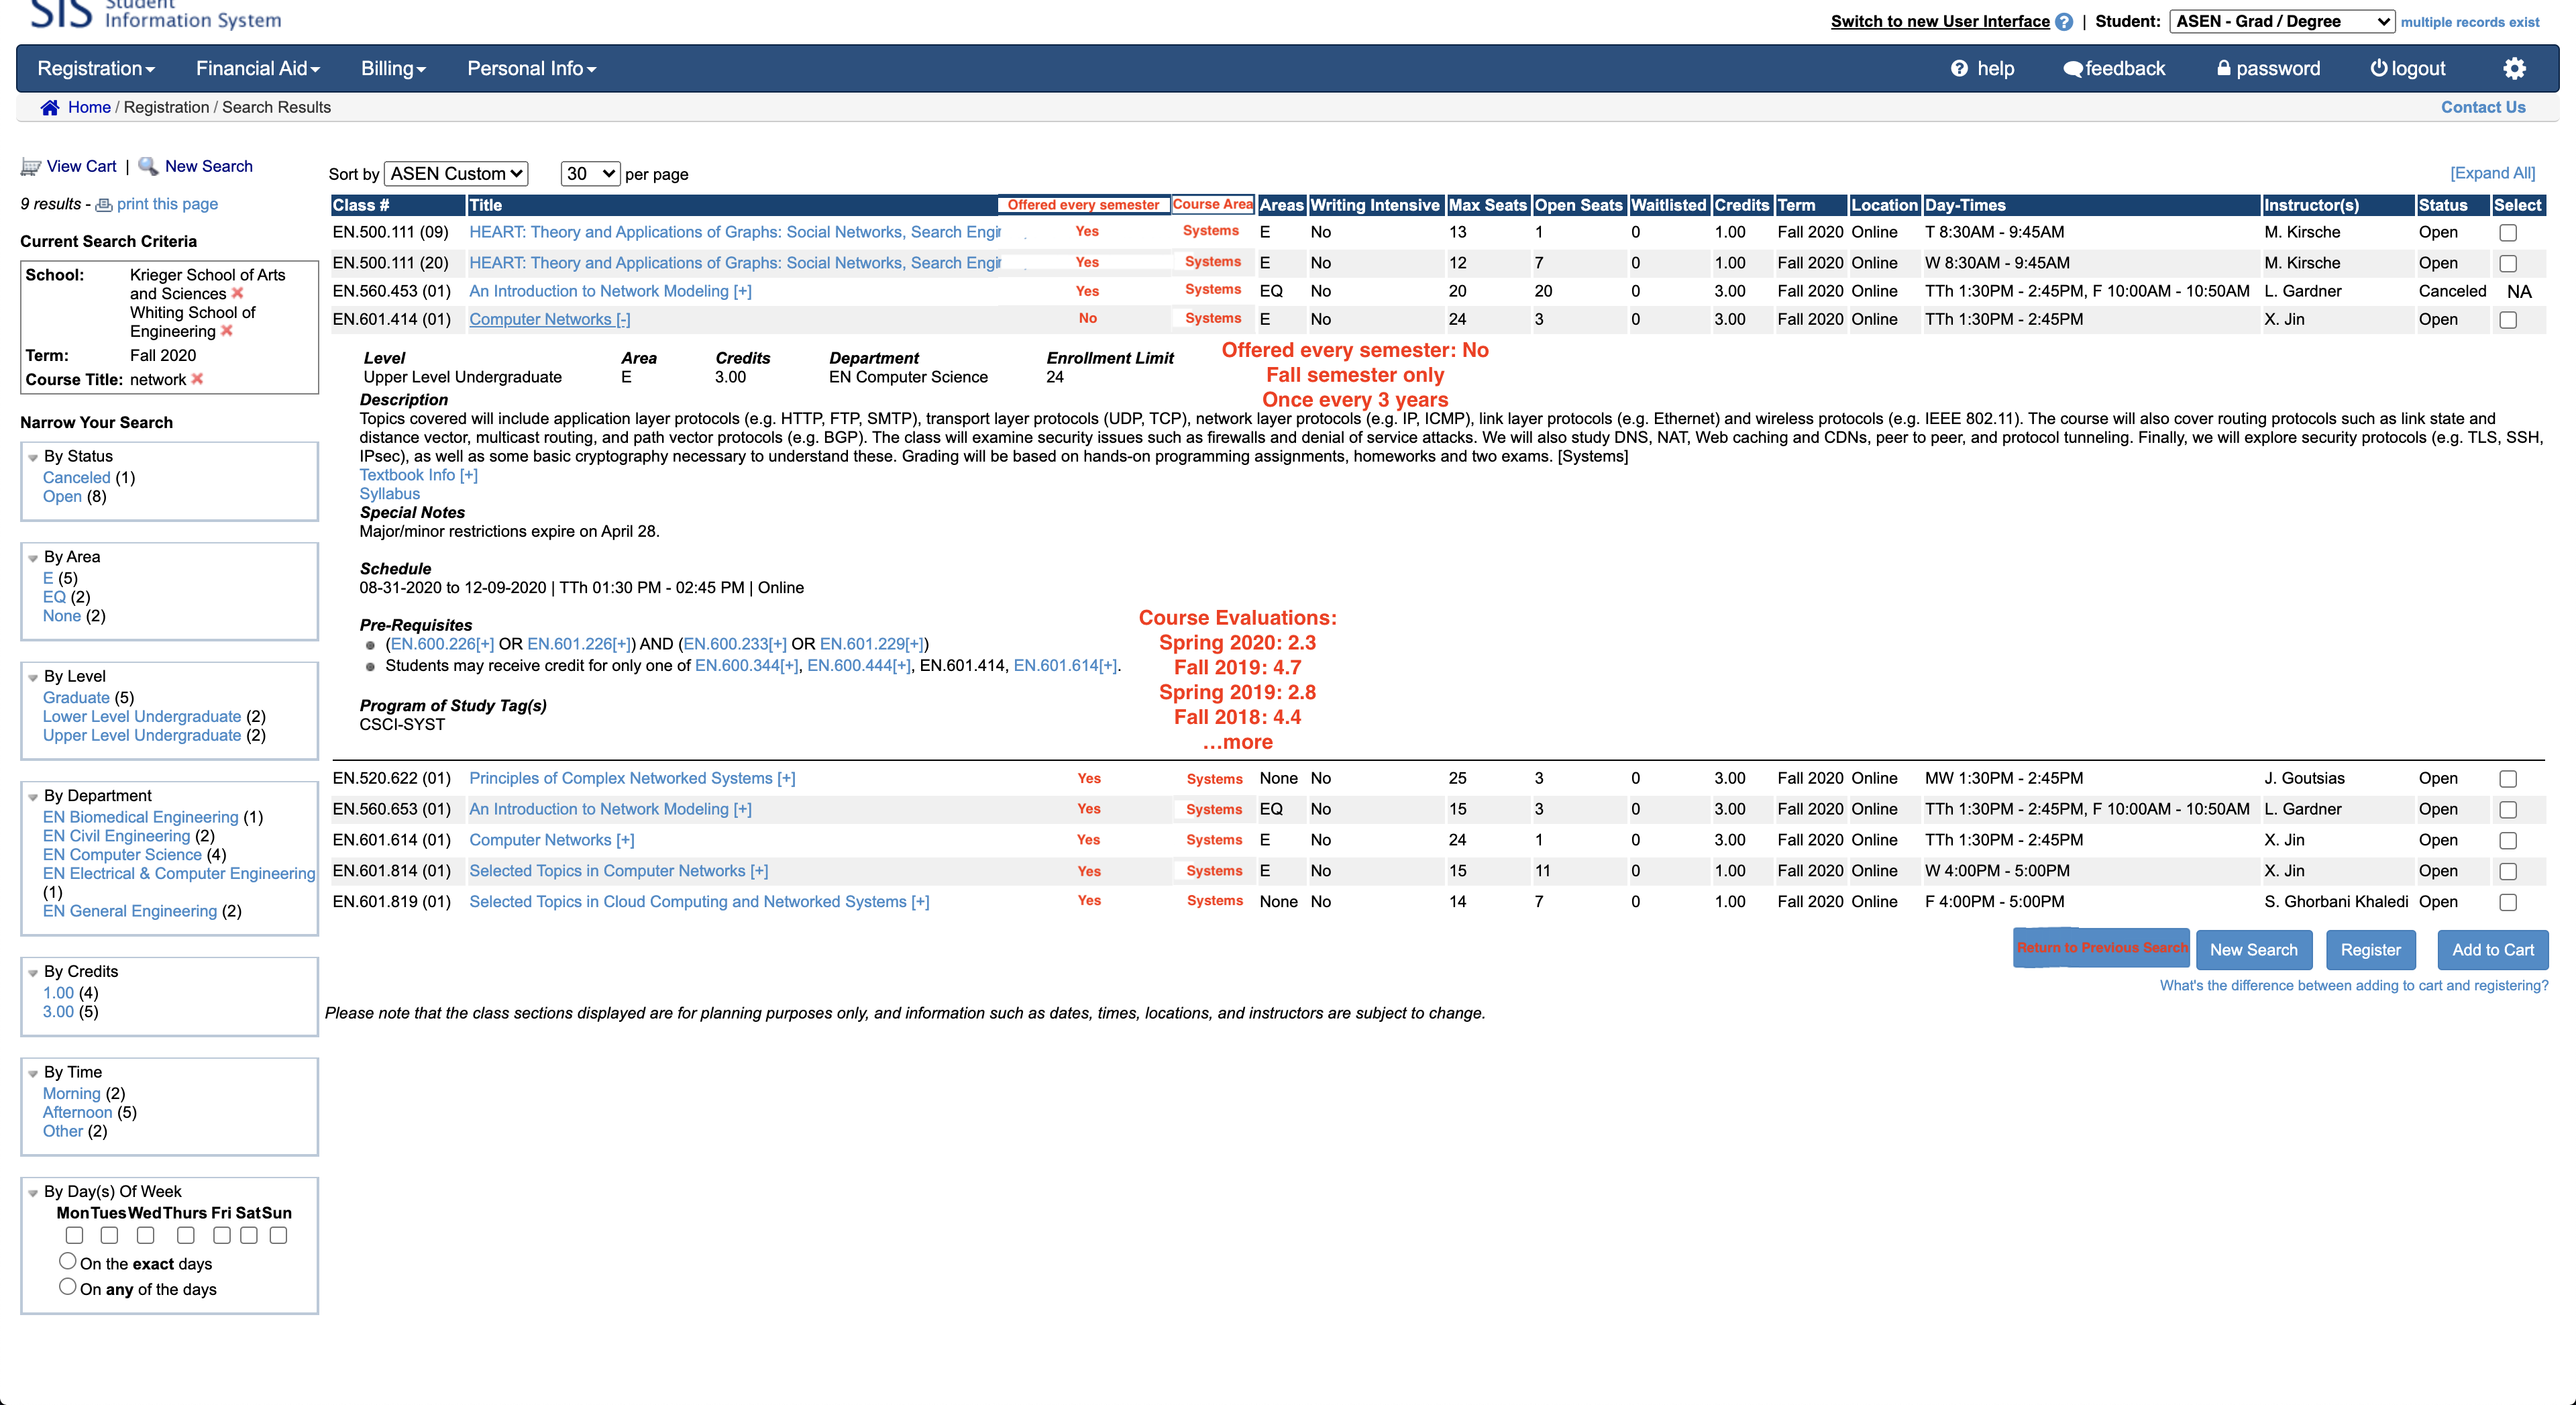 SIS Student Information System
Switch to new User Interface ? | Student: ASEN - Grad / Degree multiple records exist
Registration Financial Aid Billing Personal Info help feedback password logout
Home / Registration / Search Results Contact Us
View Cart | New Search
9 results - print this page
Current Search Criteria
School: Krieger School of Arts
and Sciences
Whiting School of
Engineering
Term: Fall 2020
Course Title: network
Narrow Your Search
By Status
Canceled (1)
Open (8)
By Area
E (5)
EQ (2)
None (2)
By Level
Graduate (5)
Lower Level Undergraduate (2)
Upper Level Undergraduate (2)
By Department
EN Biomedical Engineering (1)
EN Civil Engineering (2)
EN Computer Science (4)
EN Electrical & Computer Engineering
(1)
EN General Engineering (2)
By Credits
1.00 (4)
3.00 (5)
By Time
Morning (2)
Afternoon (5)
Other (2)
By Day(s) Of Week
Mon Tues Wed Thurs Fri Sat Sun
On the exact days
On any of the days
Sort by ASEN Custom 30 per page [Expand All]
Class # Title Offered every semester Course Area Areas Writing Intensive Max Seats Open Seats Waitlisted Credits Term Location Day-Times Instructor(s) Status Select
EN.500.111 (09) HEART: Theory and Applications of Graphs: Social Networks, Search Engi Yes Systems E No 13 1 0 1.00 Fall 2020 Online T 8:30AM - 9:45AM M. Kirsche Open
EN.500.111 (20) HEART: Theory and Applications of Graphs: Social Networks, Search Engi Yes Systems E No 12 7 0 1.00 Fall 2020 Online W 8:30AM - 9:45AM M. Kirsche Open
EN.560.453 (01) An Introduction to Network Modeling [+] Yes Systems EQ No 20 20 0 3.00 Fall 2020 Online TTh 1:30PM - 2:45PM, F 10:00AM - 10:50AM L. Gardner Canceled NA
EN.601.414 (01) Computer Networks [-] No Systems E No 24 3 0 3.00 Fall 2020 Online TTh 1:30PM - 2:45PM X. Jin Open
Level Area Credits Department Enrollment Limit
Upper Level Undergraduate E 3.00 EN Computer Science 24
Offered every semester: No
Fall semester only
Once every 3 years
Description
Topics covered will include application layer protocols (e.g. HTTP, FTP, SMTP), transport layer protocols (UDP, TCP), network layer protocols (e.g. IP, ICMP), link layer protocols (e.g. Ethernet) and wireless protocols (e.g. IEEE 802.11). The course will also cover routing protocols such as link state and
distance vector, multicast routing, and path vector protocols (e.g. BGP). The class will examine security issues such as firewalls and denial of service attacks. We will also study DNS, NAT, Web caching and CDNs, peer to peer, and protocol tunneling. Finally, we will explore security protocols (e.g. TLS, SSH,
IPsec), as well as some basic cryptography necessary to understand these. Grading will be based on hands-on programming assignments, homeworks and two exams. [Systems]
Textbook Info [+]
Syllabus
Special Notes
Major/minor restrictions expire on April 28.
Schedule
08-31-2020 to 12-09-2020 | TTh 01:30 PM - 02:45 PM | Online
Pre-Requisites
(EN.600.226[+] OR EN.601.226[+]) AND (EN.600.233[+] OR EN.601.229[+])
Students may receive credit for only one of EN.600.344[+], EN.600.444[+], EN.601.414, EN.601.614[+].
Program of Study Tag(s)
CSCI-SYST
Course Evaluations:
Spring 2020: 2.3
Fall 2019: 4.7
Spring 2019: 2.8
Fall 2018: 4.4
...more
EN.520.622 (01) Principles of Complex Networked Systems [+] Yes Systems None No 25 3 0 3.00 Fall 2020 Online MW 1:30PM - 2:45PM J. Goutsias Open
EN.560.653 (01) An Introduction to Network Modeling [+] Yes Systems EQ No 15 3 0 3.00 Fall 2020 Online TTh 1:30PM - 2:45PM, F 10:00AM - 10:50AM L. Gardner Open
EN.601.614 (01) Computer Networks [+] Yes Systems E No 24 1 0 3.00 Fall 2020 Online TTh 1:30PM - 2:45PM X. Jin Open
EN.601.814 (01) Selected Topics in Computer Networks [+] Yes Systems E No 15 11 0 1.00 Fall 2020 Online W 4:00PM - 5:00PM X. Jin Open
EN.601.819 (01) Selected Topics in Cloud Computing and Networked Systems [+] Yes Systems None No 14 7 0 1.00 Fall 2020 Online F 4:00PM - 5:00PM S. Ghorbani Khaledi Open
Return to Previous Search New Search Register Add to Cart
What's the difference between adding to cart and registering?
Please note that the class sections displayed are for planning purposes only, and information such as dates, times, locations, and instructors are subject to change.